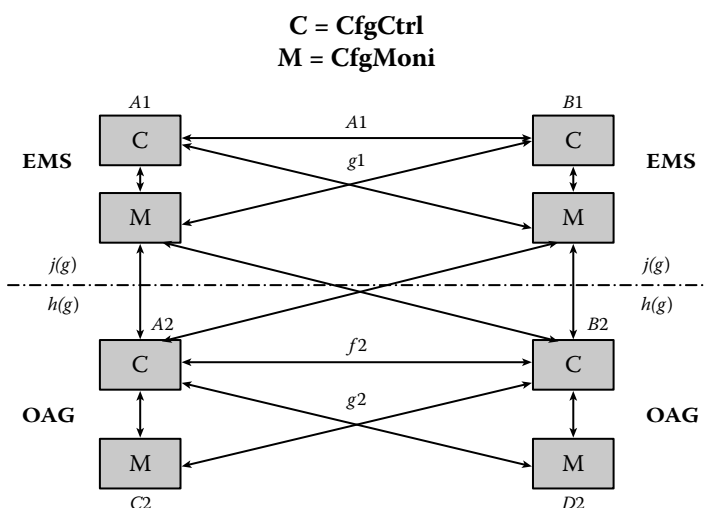 C = CfgCtrl
M = CfgMoni
A1
B1
A1
C
C
EMS
g1
EMS
M
M
j(g)
j(g)
h(g)
h(g)
A2
B2
f2
C
C
g2
OAG
OAG
M
M
C2
D2